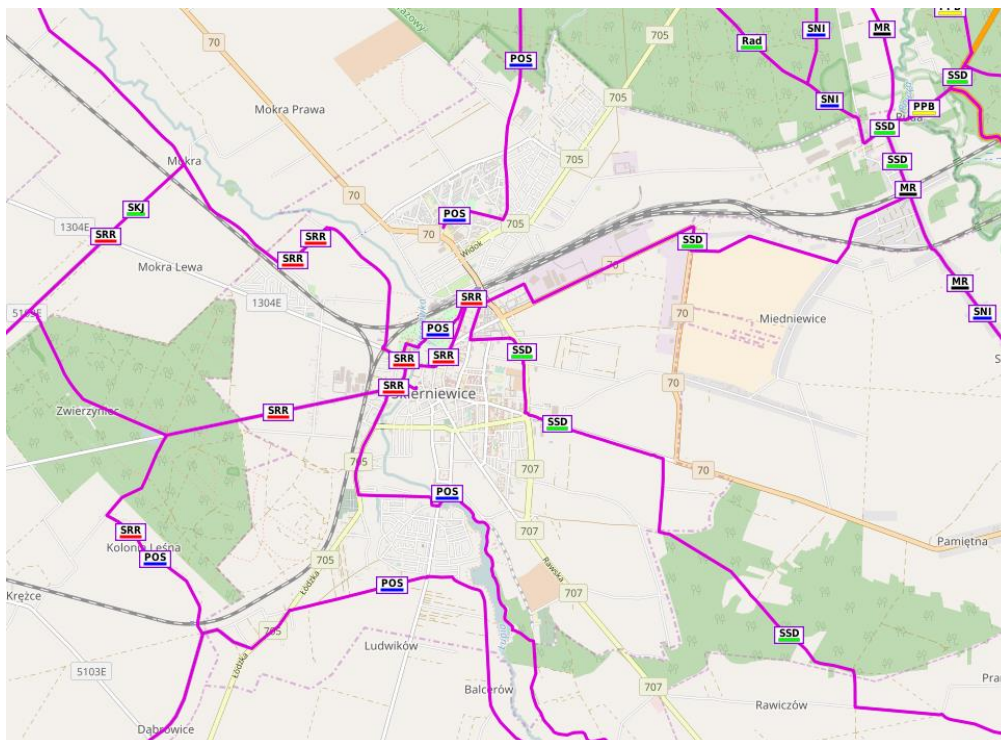 PPB
70
705
Rad
SNI
MR
POS
SSD
705
SNI
PPB
SSD
Mokra Prawa
705
SSD
Mokra
MR
70
SKJ
POS
705
1304E
SRR
SRR
70
SSD
Widok
SRR
70
Mokra Lewa
MR
1304E
SRR
70
SNI
Miedniewice
POS
SSD
SRR
SRR
SRR
70
Skierniewice
Zwierzyniec
SRR
SSD
705
707
70
POS
SRR
707
Pamiętna
Kolonia Leśna
POS
705
Rawska
Łódzka
POS
707
Krężce
705
SSD
Ludwików
Łódzka
5103E
707
Balcerów
Rawiczów
Dąbrowice